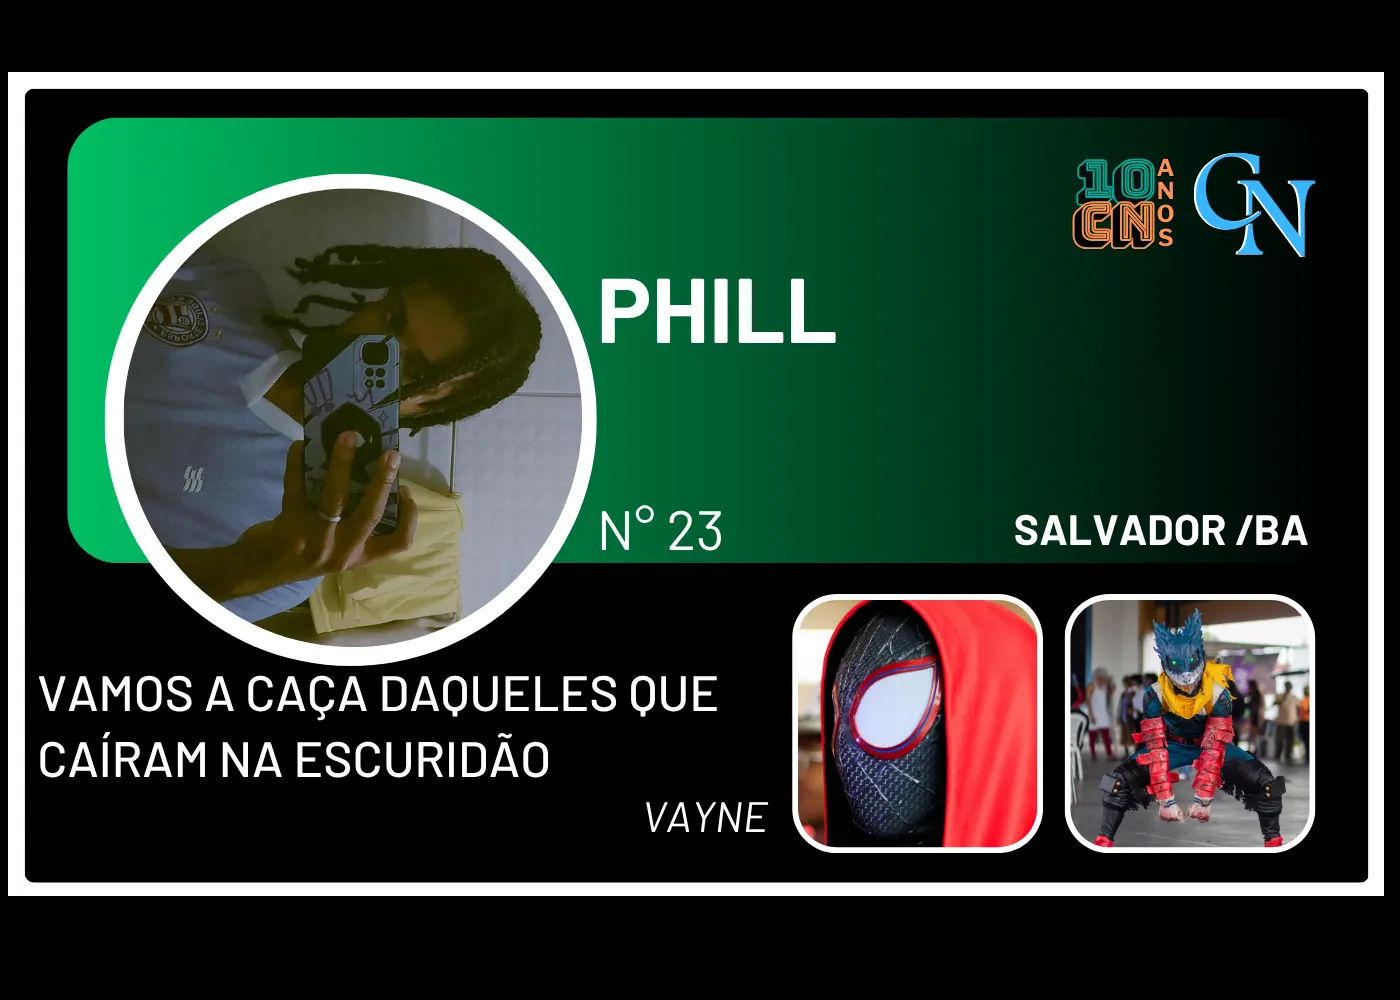 10
CN
ANOS
CN
PHILL
N° 23
SALVADOR /BA
VAMOS A CAÇA DAQUELES QUE
CAÍRAM NA ESCURIDÃO
VAYNE